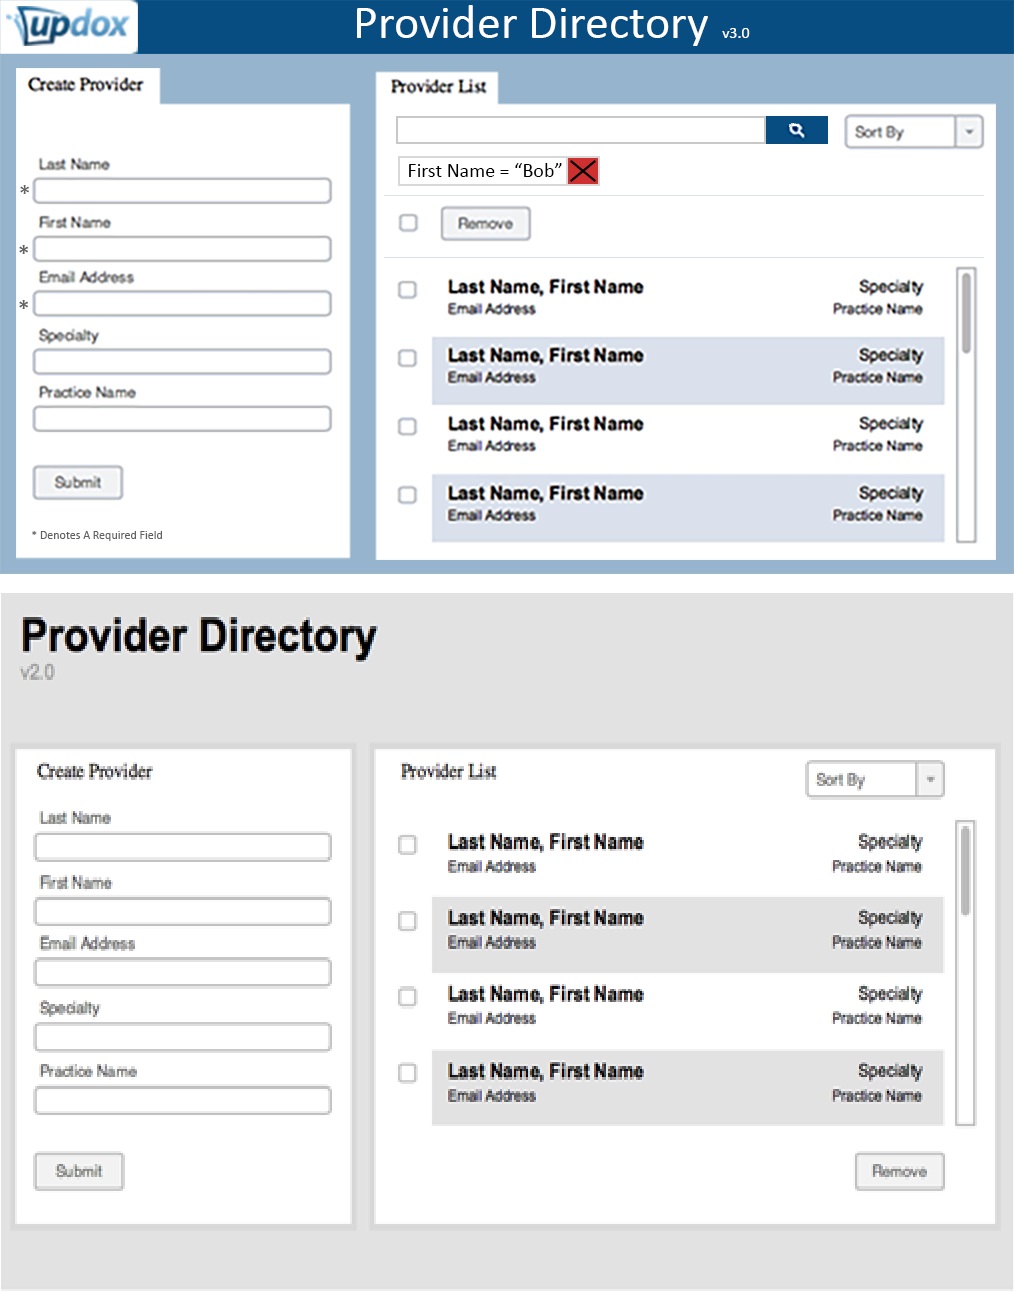 updox
Provider Directory v3.0
Create Provider
Last Name
*
First Name
*
Email Address
*
Specialty
Practice Name
Submit
* Denotes A Required Field
Provider List
Sort By
First Name = “Bob”
Remove
Last Name, First Name Specialty
Email Address Practice Name
Last Name, First Name Specialty
Email Address Practice Name
Last Name, First Name Specialty
Email Address Practice Name
Last Name, First Name Specialty
Email Address Practice Name
Provider Directory
v2.0
Create Provider
Last Name
First Name
Email Address
Specialty
Practice Name
Submit
Provider List
Sort By
Last Name, First Name Specialty
Email Address Practice Name
Last Name, First Name Specialty
Email Address Practice Name
Last Name, First Name Specialty
Email Address Practice Name
Last Name, First Name Specialty
Email Address Practice Name
Remove